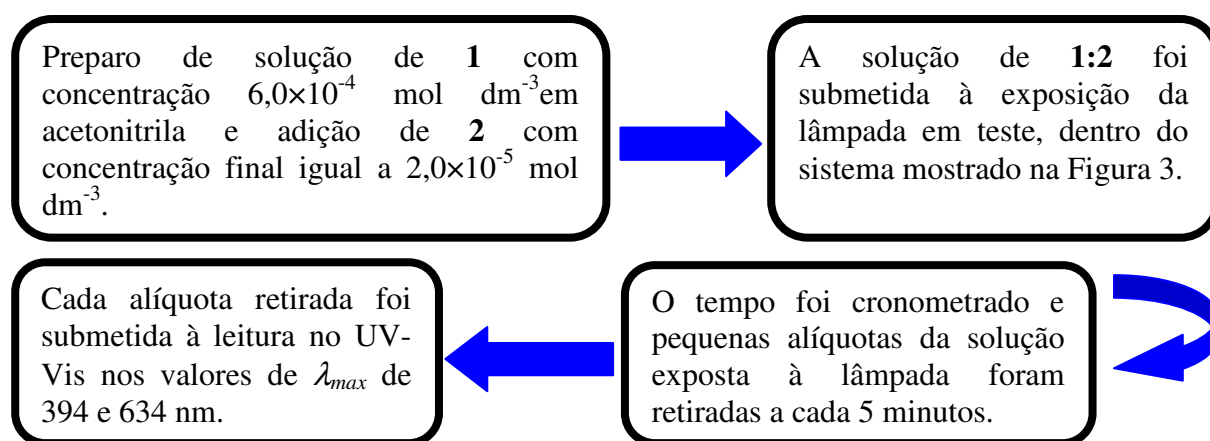 Preparo de solução de 1 com
concentração 6,0×10⁻⁴ mol dm⁻³em
acetonitrila e adição de 2 com
concentração final igual a 2,0×10⁻⁵ mol
dm⁻³.
A solução de 1:2 foi
submetida à exposição da
lâmpada em teste, dentro do
sistema mostrado na Figura 3.
O tempo foi cronometrado e
pequenas alíquotas da solução
exposta à lâmpada foram
retiradas a cada 5 minutos.
Cada alíquota retirada foi
submetida à leitura no UV-
Vis nos valores de λmax de
394 e 634 nm.